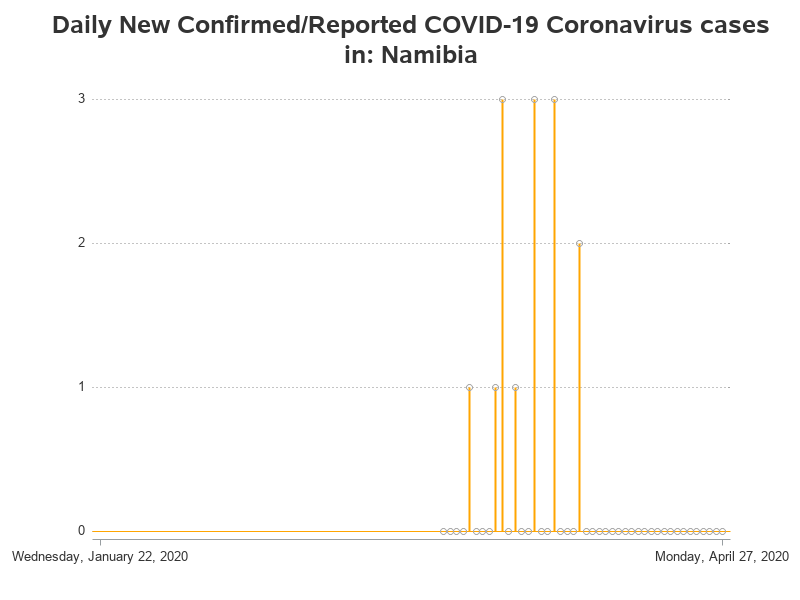 Daily New Confirmed/Reported COVID-19 Coronavirus cases
in: Namibia
3
2
1
0
Wednesday, January 22, 2020
Monday, April 27, 2020